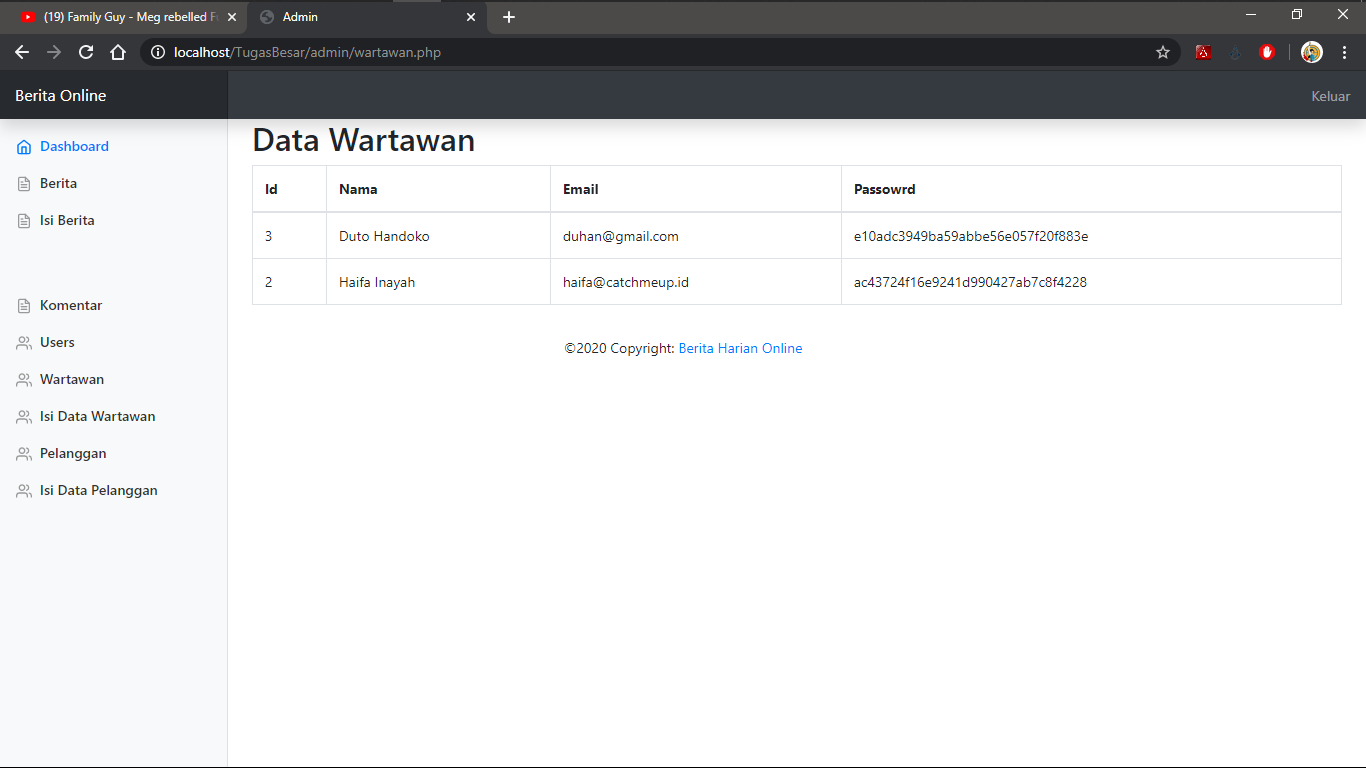 (19) Family Guy - Meg rebelled
Admin
localhost/TugasBesar/admin/wartawan.php
Berita Online
Keluar
Dashboard
Berita
Isi Berita
Komentar
Users
Wartawan
Isi Data Wartawan
Pelanggan
Isi Data Pelanggan
Data Wartawan
Id Nama Email Passowrd
3 Duto Handoko duhan@gmail.com e10adc3949ba59abbe56e057f20f883e
2 Haifa Inayah haifa@catchmeup.id ac43724f16e9241d990427ab7c8f4228
©2020 Copyright: Berita Harian Online